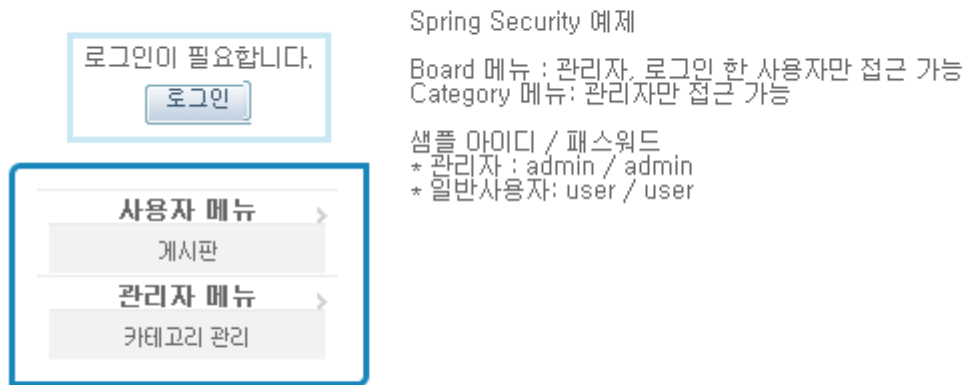 로그인이 필요합니다.
로그인
사용자 메뉴
게시판
관리자 메뉴
카테고리 관리
Spring Security 예제
Board 메뉴 : 관리자, 로그인 한 사용자만 접근 가능
Category 메뉴: 관리자만 접근 가능
샘플 아이디 / 패스워드
* 관리자 : admin / admin
* 일반사용자: user / user